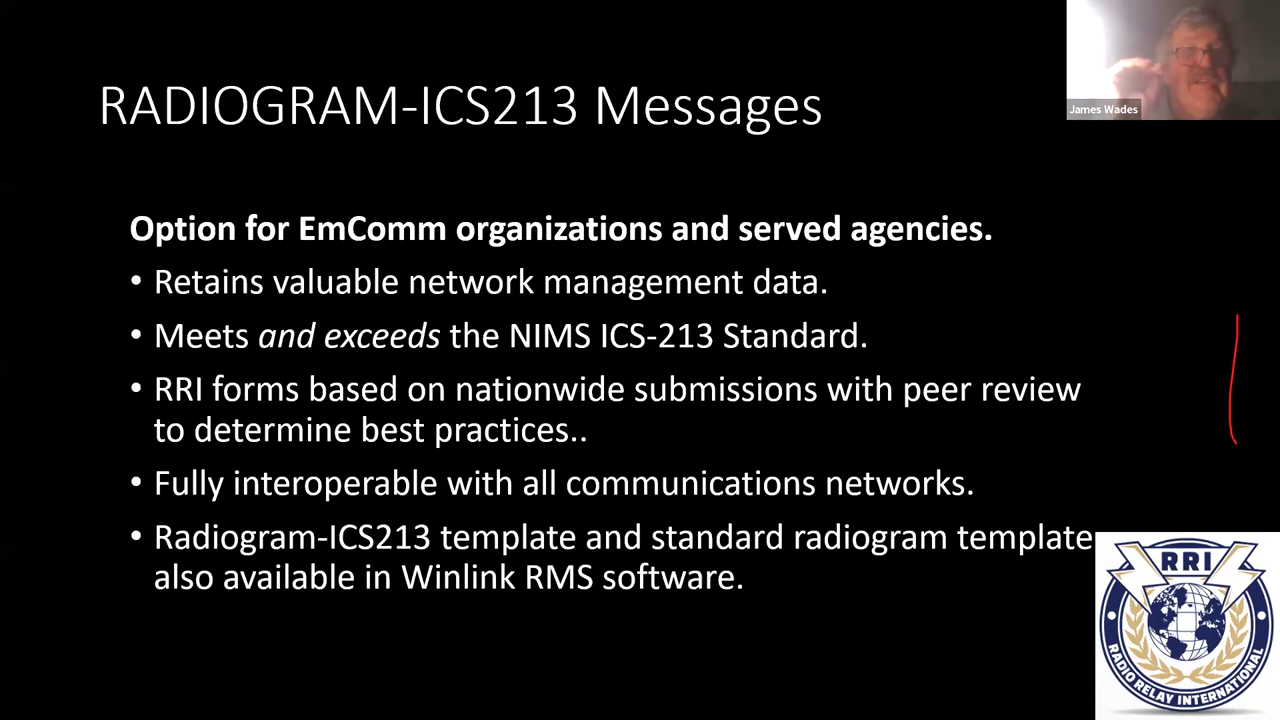 RADIOGRAM-ICS213 Messages
James Wades
Option for EmComm organizations and served agencies.
• Retains valuable network management data.
• Meets and exceeds the NIMS ICS-213 Standard.
• RRI forms based on nationwide submissions with peer review
to determine best practices..
• Fully interoperable with all communications networks.
• Radiogram-ICS213 template and standard radiogram template
also available in Winlink RMS software.
RRI
RADIO RELAY INTERNATIONAL